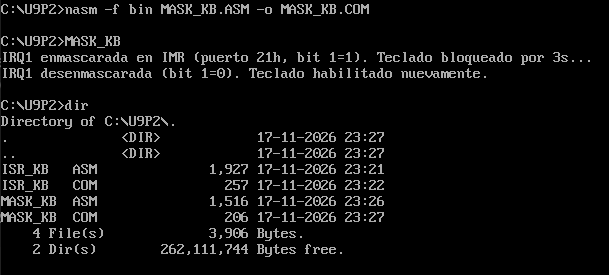 C:\U9P2>nasm -f bin MASK_KB.ASM -o MASK_KB.COM
C:\U9P2>MASK_KB
IRQ1 enmascarada en IMR (puerto 21h, bit 1=1). Teclado bloqueado por 3s...
IRQ1 desenmascarada (bit 1=0). Teclado habilitado nuevamente.
C:\U9P2>dir
Directory of C:\U9P2\.
. <DIR> 17-11-2026 23:27
.. <DIR> 17-11-2026 23:27
ISR_KB ASM 1,927 17-11-2026 23:21
ISR_KB COM 257 17-11-2026 23:22
MASK_KB ASM 1,516 17-11-2026 23:26
MASK_KB COM 206 17-11-2026 23:27
4 File(s) 3,906 Bytes.
2 Dir(s) 262,111,744 Bytes free.